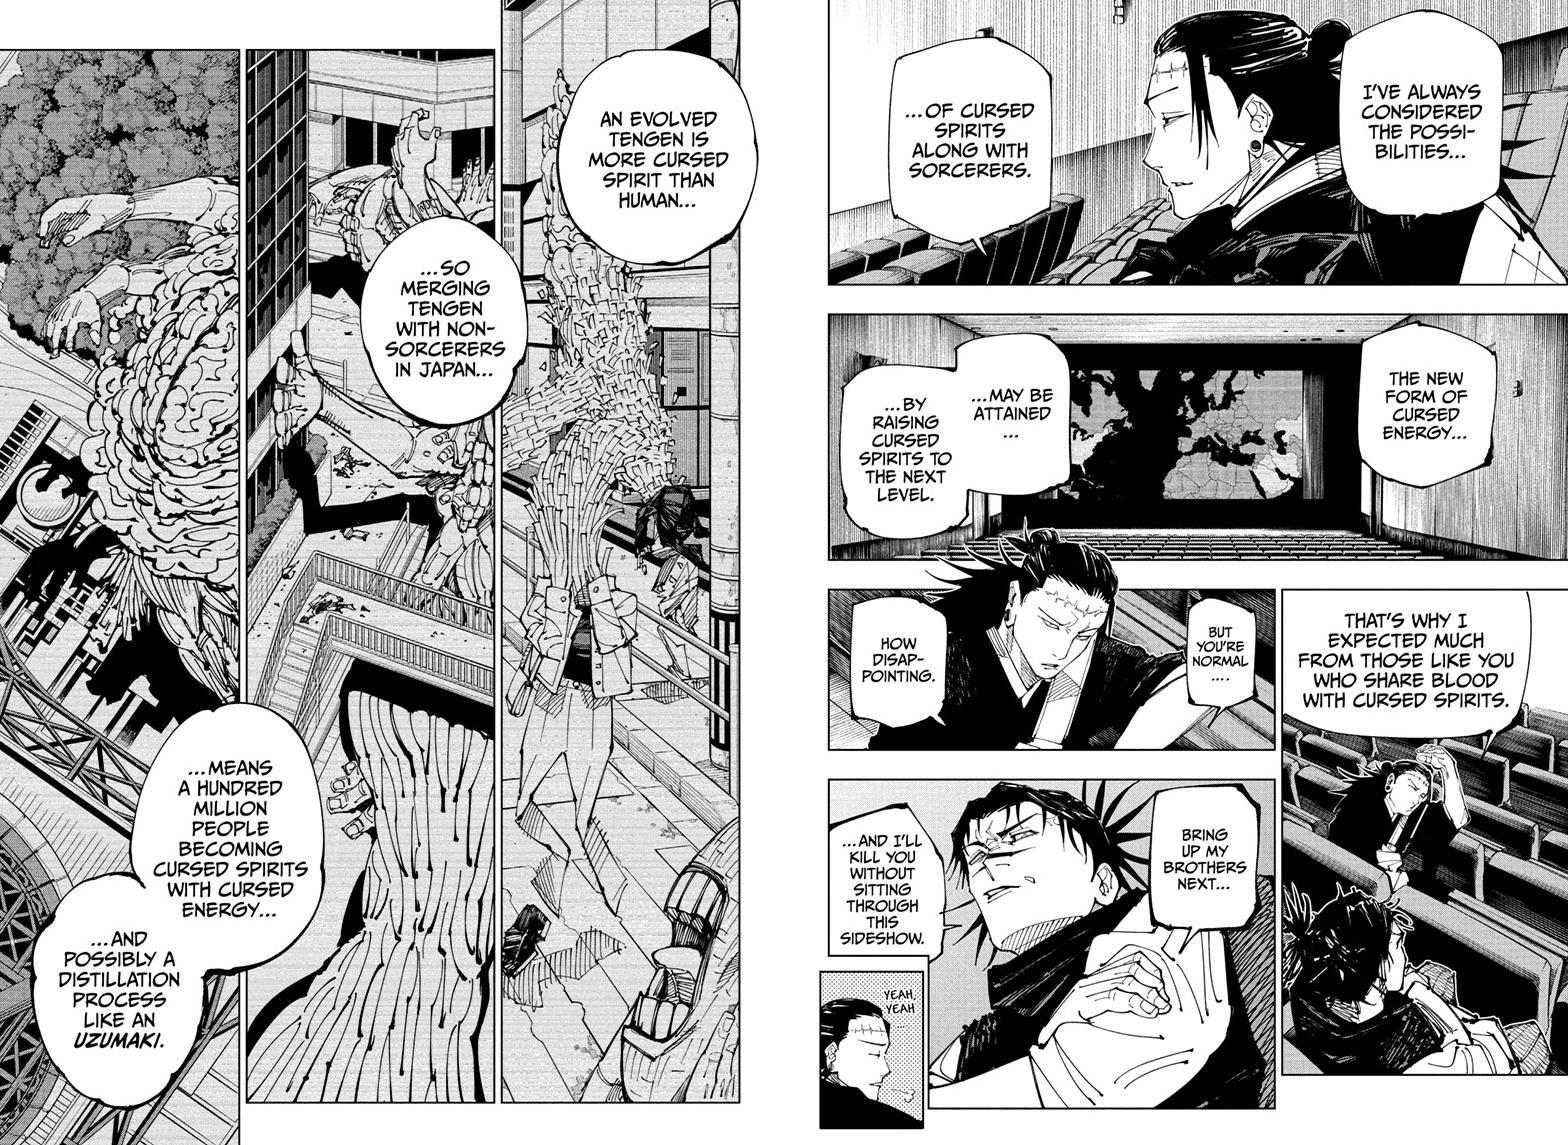 I'VE ALWAYS
CONSIDERED
THE POSSI-
BILITIES...
...OF CURSED
SPIRITS
ALONG WITH
SORCERERS.
THE NEW
FORM OF
CURSED
ENERGY...
...MAY BE
ATTAINED
...
...BY
RAISING
CURSED
SPIRITS TO
THE NEXT
LEVEL.
THAT'S WHY I
EXPECTED MUCH
FROM THOSE LIKE YOU
WHO SHARE BLOOD
WITH CURSED SPIRITS.
BUT
YOU'RE
NORMAL
....
HOW
DISAP-
POINTING.
BRING
UP MY
BROTHERS
NEXT...
...AND I'LL
KILL YOU
WITHOUT
SITTING
THROUGH
THIS
SIDESHOW.
YEAH,
YEAH
AN EVOLVED
TENGEN IS
MORE CURSED
SPIRIT THAN
HUMAN...
...SO
MERGING
TENGEN
WITH NON-
SORCERERS
IN JAPAN...
...MEANS
A HUNDRED
MILLION
PEOPLE
BECOMING
CURSED SPIRITS
WITH CURSED
ENERGY...
...AND
POSSIBLY A
DISTILLATION
PROCESS
LIKE AN
UZUMAKI.